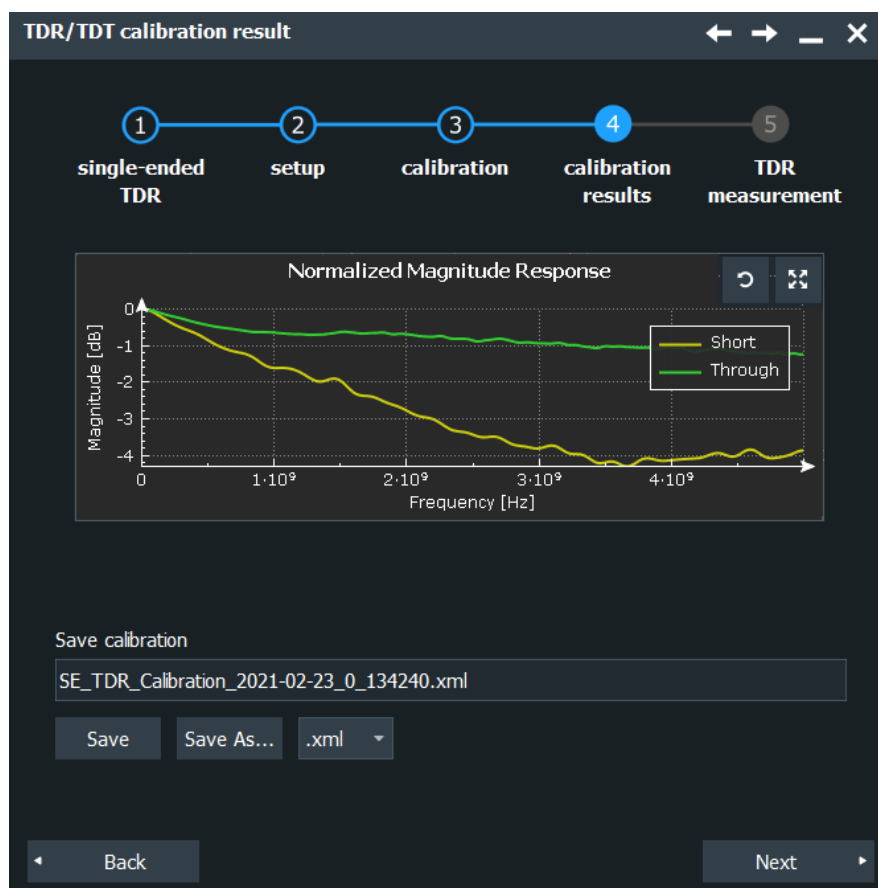 TDR/TDT calibration result
1 2 3 4 5
single-ended TDR
setup
calibration
calibration results
TDR measurement
Normalized Magnitude Response
Magnitude [dB]
0
-1
-2
-3
-4
Short
Through
0 1·10⁹ 2·10⁹ 3·10⁹ 4·10⁹
Frequency [Hz]
Save calibration
SE_TDR_Calibration_2021-02-23_0_134240.xml
Save Save As... .xml
Back Next